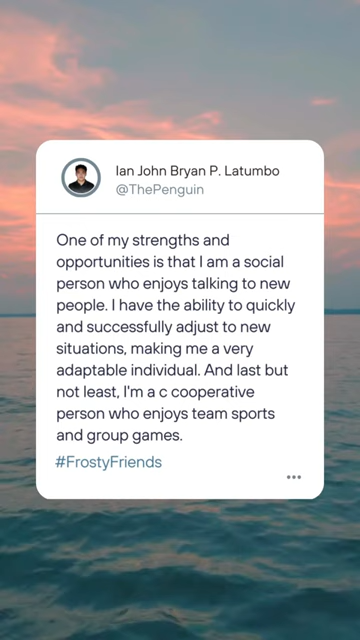 Ian John Bryan P. Latumbo
@ThePenguin
One of my strengths and
opportunities is that I am a social
person who enjoys talking to new
people. I have the ability to quickly
and successfully adjust to new
situations, making me a very
adaptable individual. And last but
not least, I'm a c cooperative
person who enjoys team sports
and group games.
#FrostyFriends